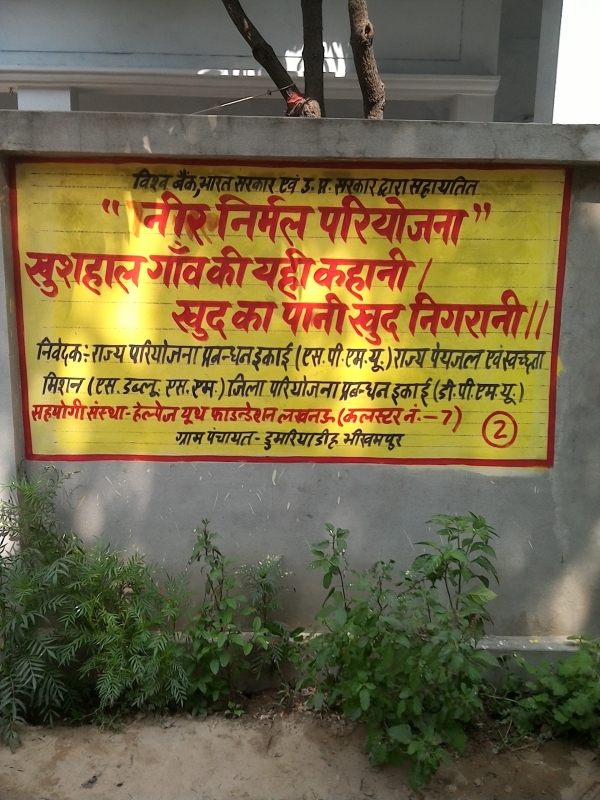 विश्व बैंक, भारत सरकार एवं उ. प्र. सरकार द्वारा सहायतित
" नीर निर्मल परियोजना "
खुशहाल गाँव की यही कहानी ।
खुद का पानी खुद निगरानी ।।
निवेदक:- राज्य परियोजना प्रबन्धन इकाई (एस.पी.एम.यू.) राज्य पेयजल एवं स्वच्छता
मिशन (एस. डब्लू. एस. एम.) जिला परियोजना प्रबन्धन इकाई (डी.पी.एम.यू.)
सहयोगी संस्था- हेल्पेज यूथ फाउन्डेशन लखनऊ (कलस्टर नं.-7)
ग्राम पंचायत- डुमरिया डीह भीखमपुर
2